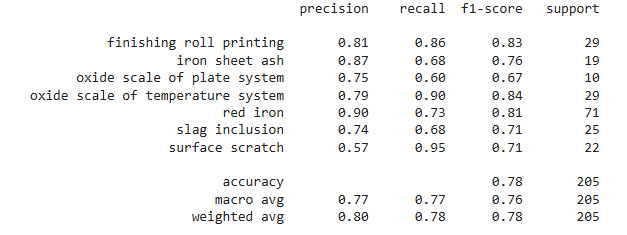 precision recall f1-score support
finishing roll printing 0.81 0.86 0.83 29
iron sheet ash 0.87 0.68 0.76 19
oxide scale of plate system 0.75 0.60 0.67 10
oxide scale of temperature system 0.79 0.90 0.84 29
red iron 0.90 0.73 0.81 71
slag inclusion 0.74 0.68 0.71 25
surface scratch 0.57 0.95 0.71 22
accuracy 0.78 205
macro avg 0.77 0.77 0.76 205
weighted avg 0.80 0.78 0.78 205